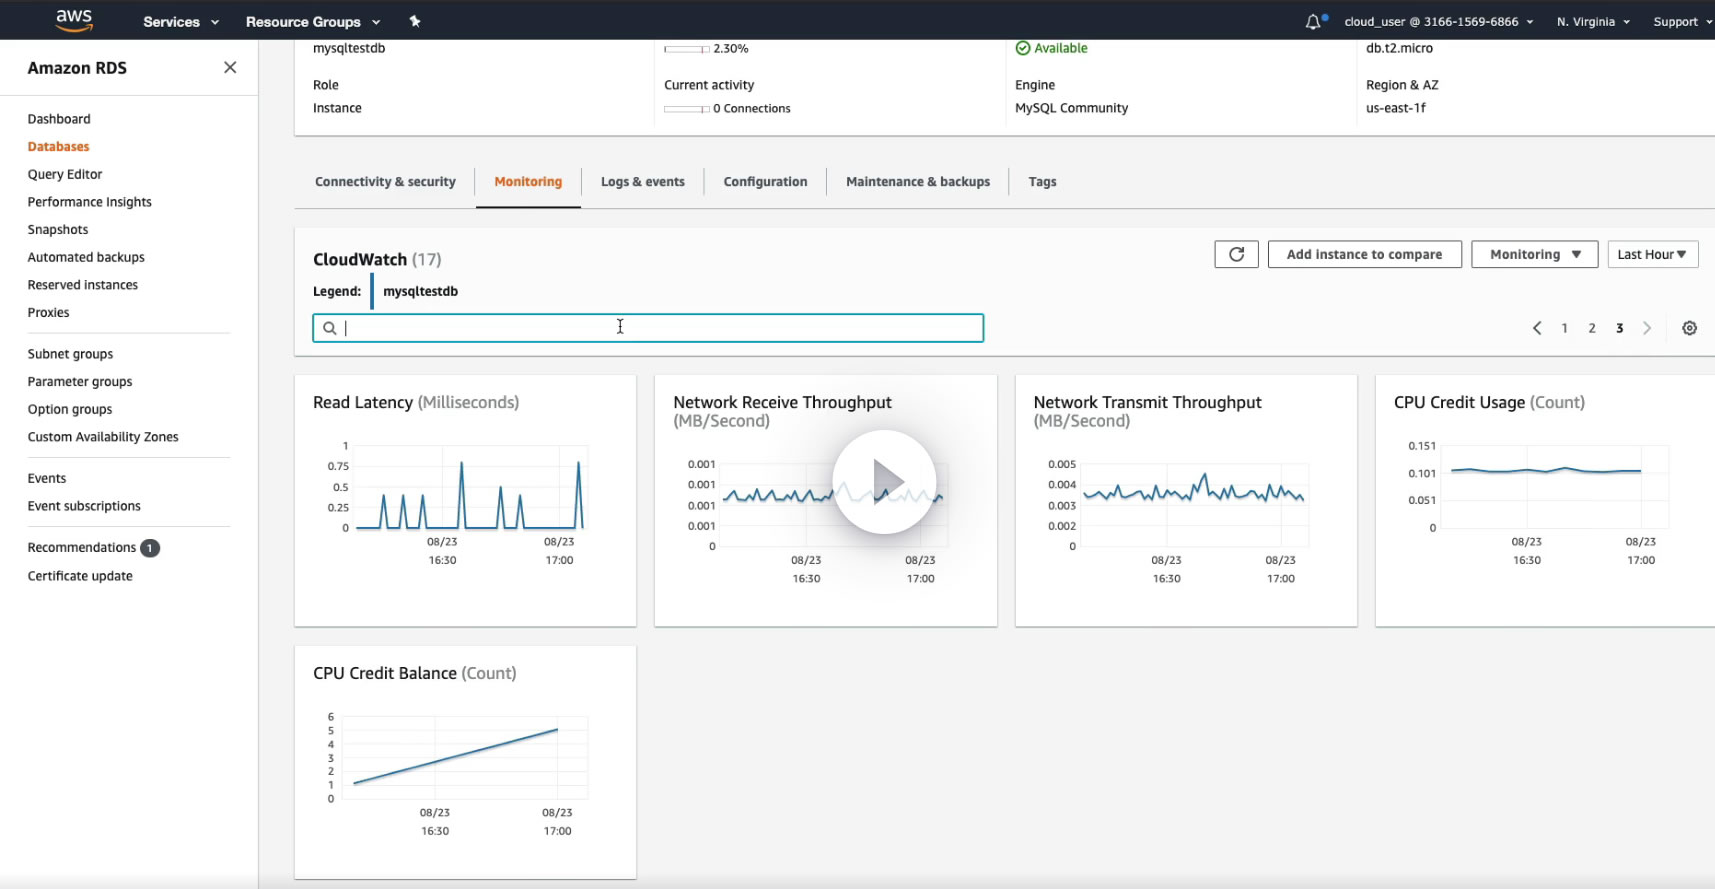 aws Services Resource Groups cloud_user @ 3166-1569-6866 N. Virginia Support
Amazon RDS
Dashboard
Databases
Query Editor
Performance Insights
Snapshots
Automated backups
Reserved instances
Proxies
Subnet groups
Parameter groups
Option groups
Custom Availability Zones
Events
Event subscriptions
Recommendations 1
Certificate update
mysqltestdb 2.30% Available db.t2.micro
Role Current activity Engine Region & AZ
Instance 0 Connections MySQL Community us-east-1f
Connectivity & security Monitoring Logs & events Configuration Maintenance & backups Tags
CloudWatch (17) Add instance to compare Monitoring Last Hour
Legend: mysqltestdb
1 2 3
Read Latency (Milliseconds)
1
0.75
0.5
0.25
0
08/23 08/23
16:30 17:00
Network Receive Throughput
(MB/Second)
0.001
0.001
0.001
0.001
0
08/23 08/23
16:30 17:00
Network Transmit Throughput
(MB/Second)
0.005
0.004
0.003
0.002
0
08/23 08/23
16:30 17:00
CPU Credit Usage (Count)
0.151
0.101
0.051
0
08/23 08/23
16:30 17:00
CPU Credit Balance (Count)
6
5
4
3
2
1
0
08/23 08/23
16:30 17:00